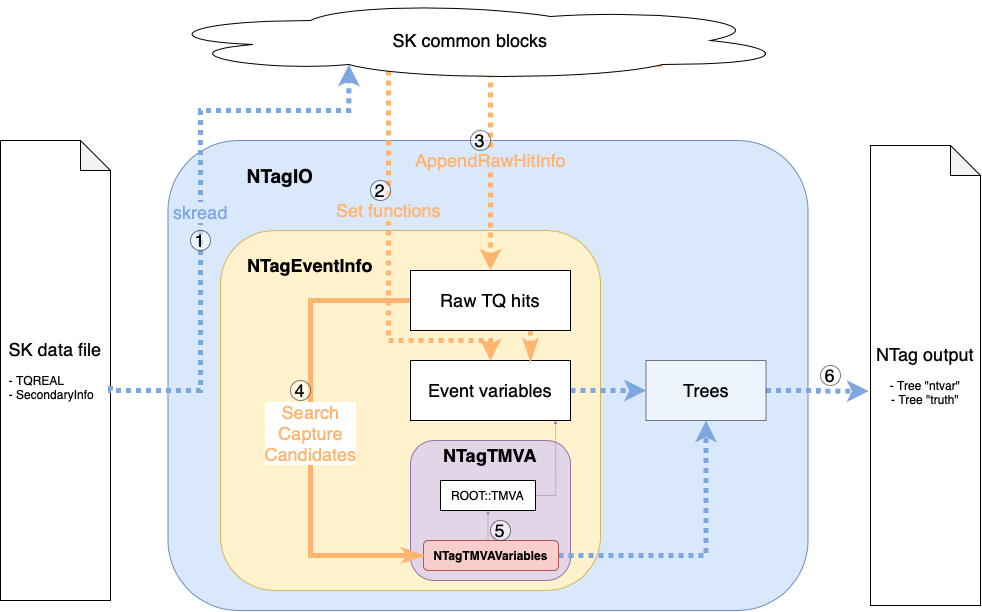 SK common blocks
3
AppendRawHitInfo
NTagIO
2
skread
Set functions
1
NTagEventInfo
Raw TQ hits
SK data file
- TQREAL
- SecondaryInfo
4
Search
Capture
Candidates
Event variables
Trees
6
NTag output
- Tree "ntvar"
- Tree "truth"
NTagTMVA
ROOT::TMVA
5
NTagTMVAVariables